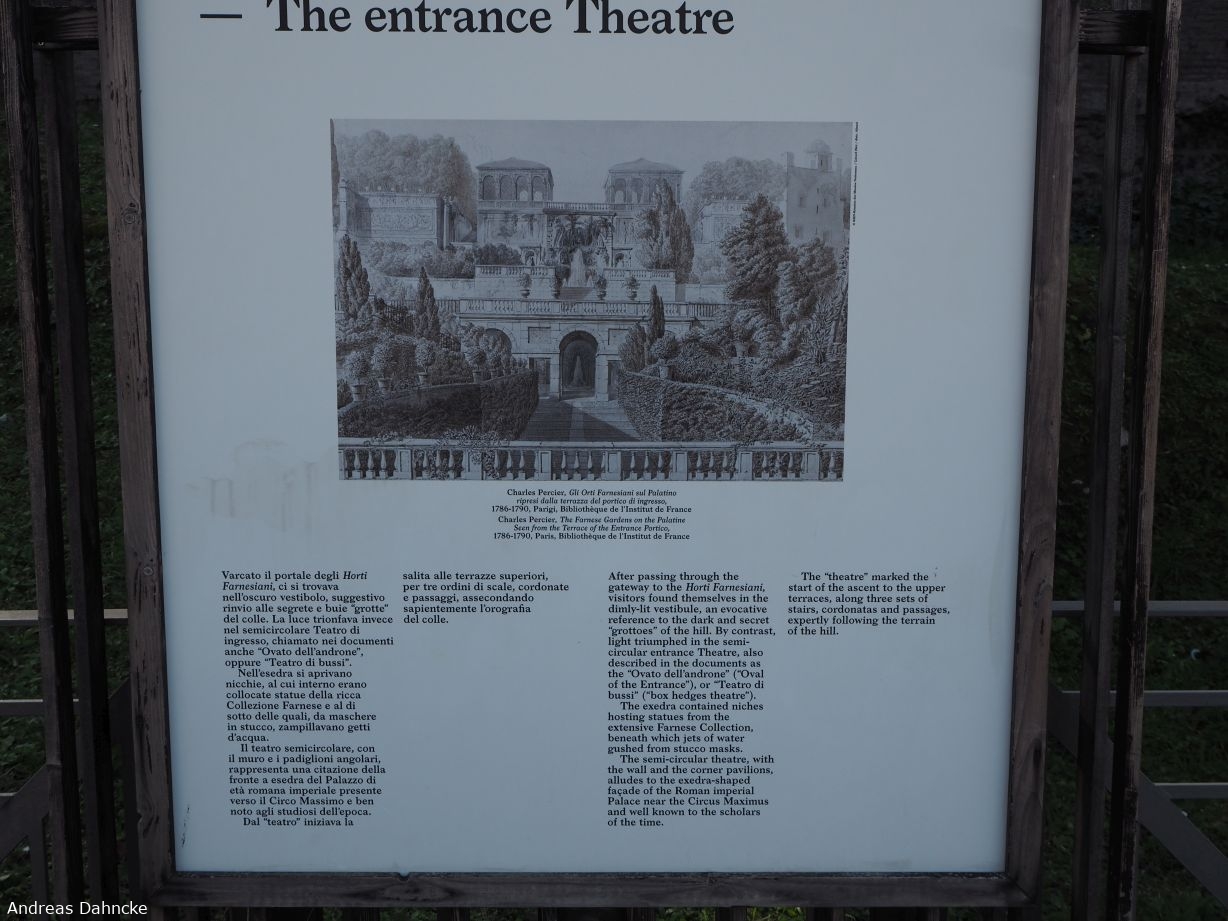 — The entrance Theatre
Charles Percier, Gli Orti Farnesiani sul Palatino
ripresi dalla terrazza del portico di ingresso,
1786-1790, Parigi, Bibliothèque de l'Institut de France
Charles Percier, The Farnese Gardens on the Palatine
Seen from the Terrace of the Entrance Portico,
1786-1790, Paris, Bibliothèque de l'Institut de France
Varcato il portale degli Horti
Farnesiani, ci si trovava
nell'oscuro vestibolo, suggestivo
rinvio alle segrete e buie "grotte"
del colle. La luce trionfava invece
nel semicircolare Teatro di
ingresso, chiamato nei documenti
anche "Ovato dell'androne",
oppure "Teatro di bussi".
Nell'esedra si aprivano
nicchie, al cui interno erano
collocate statue della ricca
Collezione Farnese e al di
sotto delle quali, da maschere
in stucco, zampillavano getti
d'acqua.
Il teatro semicircolare, con
il muro e i padiglioni angolari,
rappresenta una citazione della
fronte a esedra del Palazzo di
età romana imperiale presente
verso il Circo Massimo e ben
noto agli studiosi dell'epoca.
Dal "teatro" iniziava la
salita alle terrazze superiori,
per tre ordini di scale, cordonate
e passaggi, assecondando
sapientemente l'orografia
del colle.
After passing through the
gateway to the Horti Farnesiani,
visitors found themselves in the
dimly-lit vestibule, an evocative
reference to the dark and secret
"grottoes" of the hill. By contrast,
light triumphed in the semi-
circular entrance Theatre, also
described in the documents as
the "Ovato dell'androne" ("Oval
of the Entrance"), or "Teatro di
bussi" ("box hedges theatre").
The exedra contained niches
hosting statues from the
extensive Farnese Collection,
beneath which jets of water
gushed from stucco masks.
The semi-circular theatre, with
the wall and the corner pavilions,
alludes to the exedra-shaped
façade of the Roman imperial
Palace near the Circus Maximus
and well known to the scholars
of the time.
The "theatre" marked the
start of the ascent to the upper
terraces, along three sets of
stairs, cordonatas and passages,
expertly following the terrain
of the hill.
Andreas Dahncke